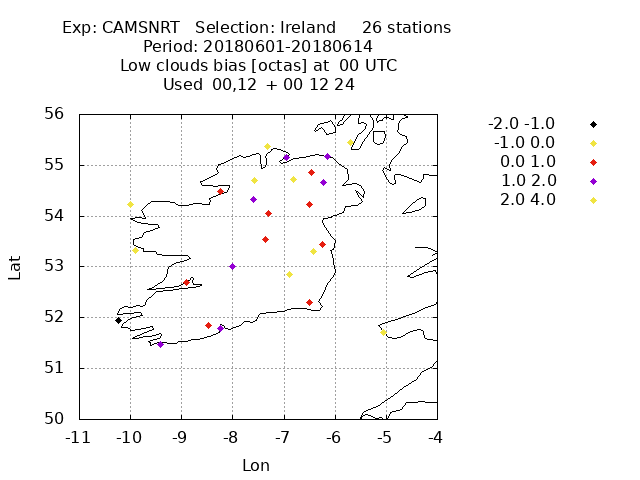 Exp: CAMSNRT   Selection: Ireland     26 stations
Period: 20180601-20180614
Low clouds bias [octas] at  00 UTC
Used  00,12  + 00 12 24
-2.0 -1.0
-1.0 0.0
0.0 1.0
1.0 2.0
2.0 4.0
56
55
54
53
52
51
50
Lat
-11 -10 -9 -8 -7 -6 -5 -4
Lon